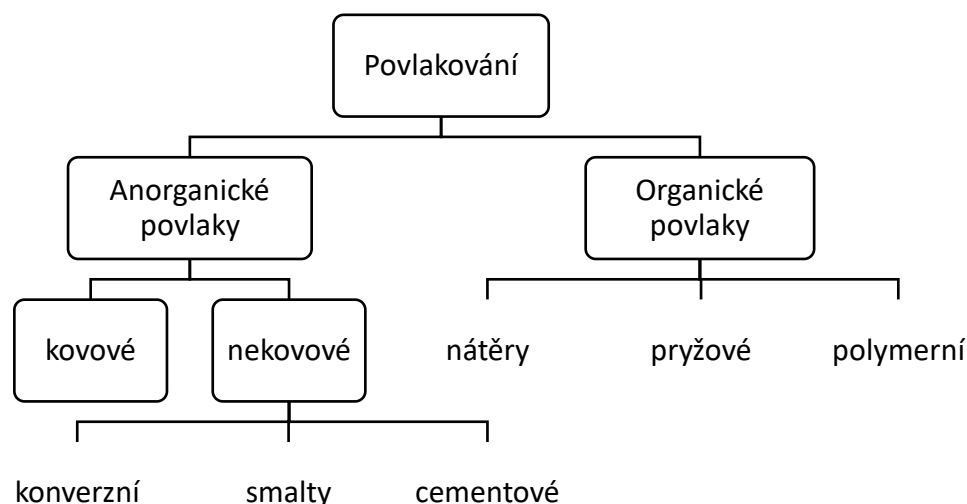 Povlakování
Anorganické
povlaky
Organické
povlaky
kovové
nekovové
nátěry
pryžové
polymerní
konverzní
smalty
cementové